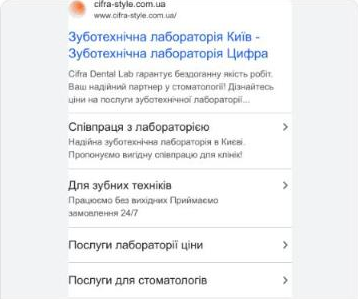 cifra-style.com.ua
www.cifra-style.com.ua/
Зуботехнічна лабораторія Київ -
Зуботехнічна лабораторія Цифра
Cifra Dental Lab гарантує бездоганну якість робіт.
Ваш надійний партнер у стоматології! Дізнайтесь
ціни на послуги зуботехнічної лабораторії...
Співпраця з лабораторією
Надійна зуботехнічна лабораторія в Києві.
Пропонуємо вигідну співпрацю для клінік!
Для зубних техніків
Працюємо без вихідних Приймаємо
замовлення 24/7
Послуги лабораторії ціни
Послуги для стоматологів